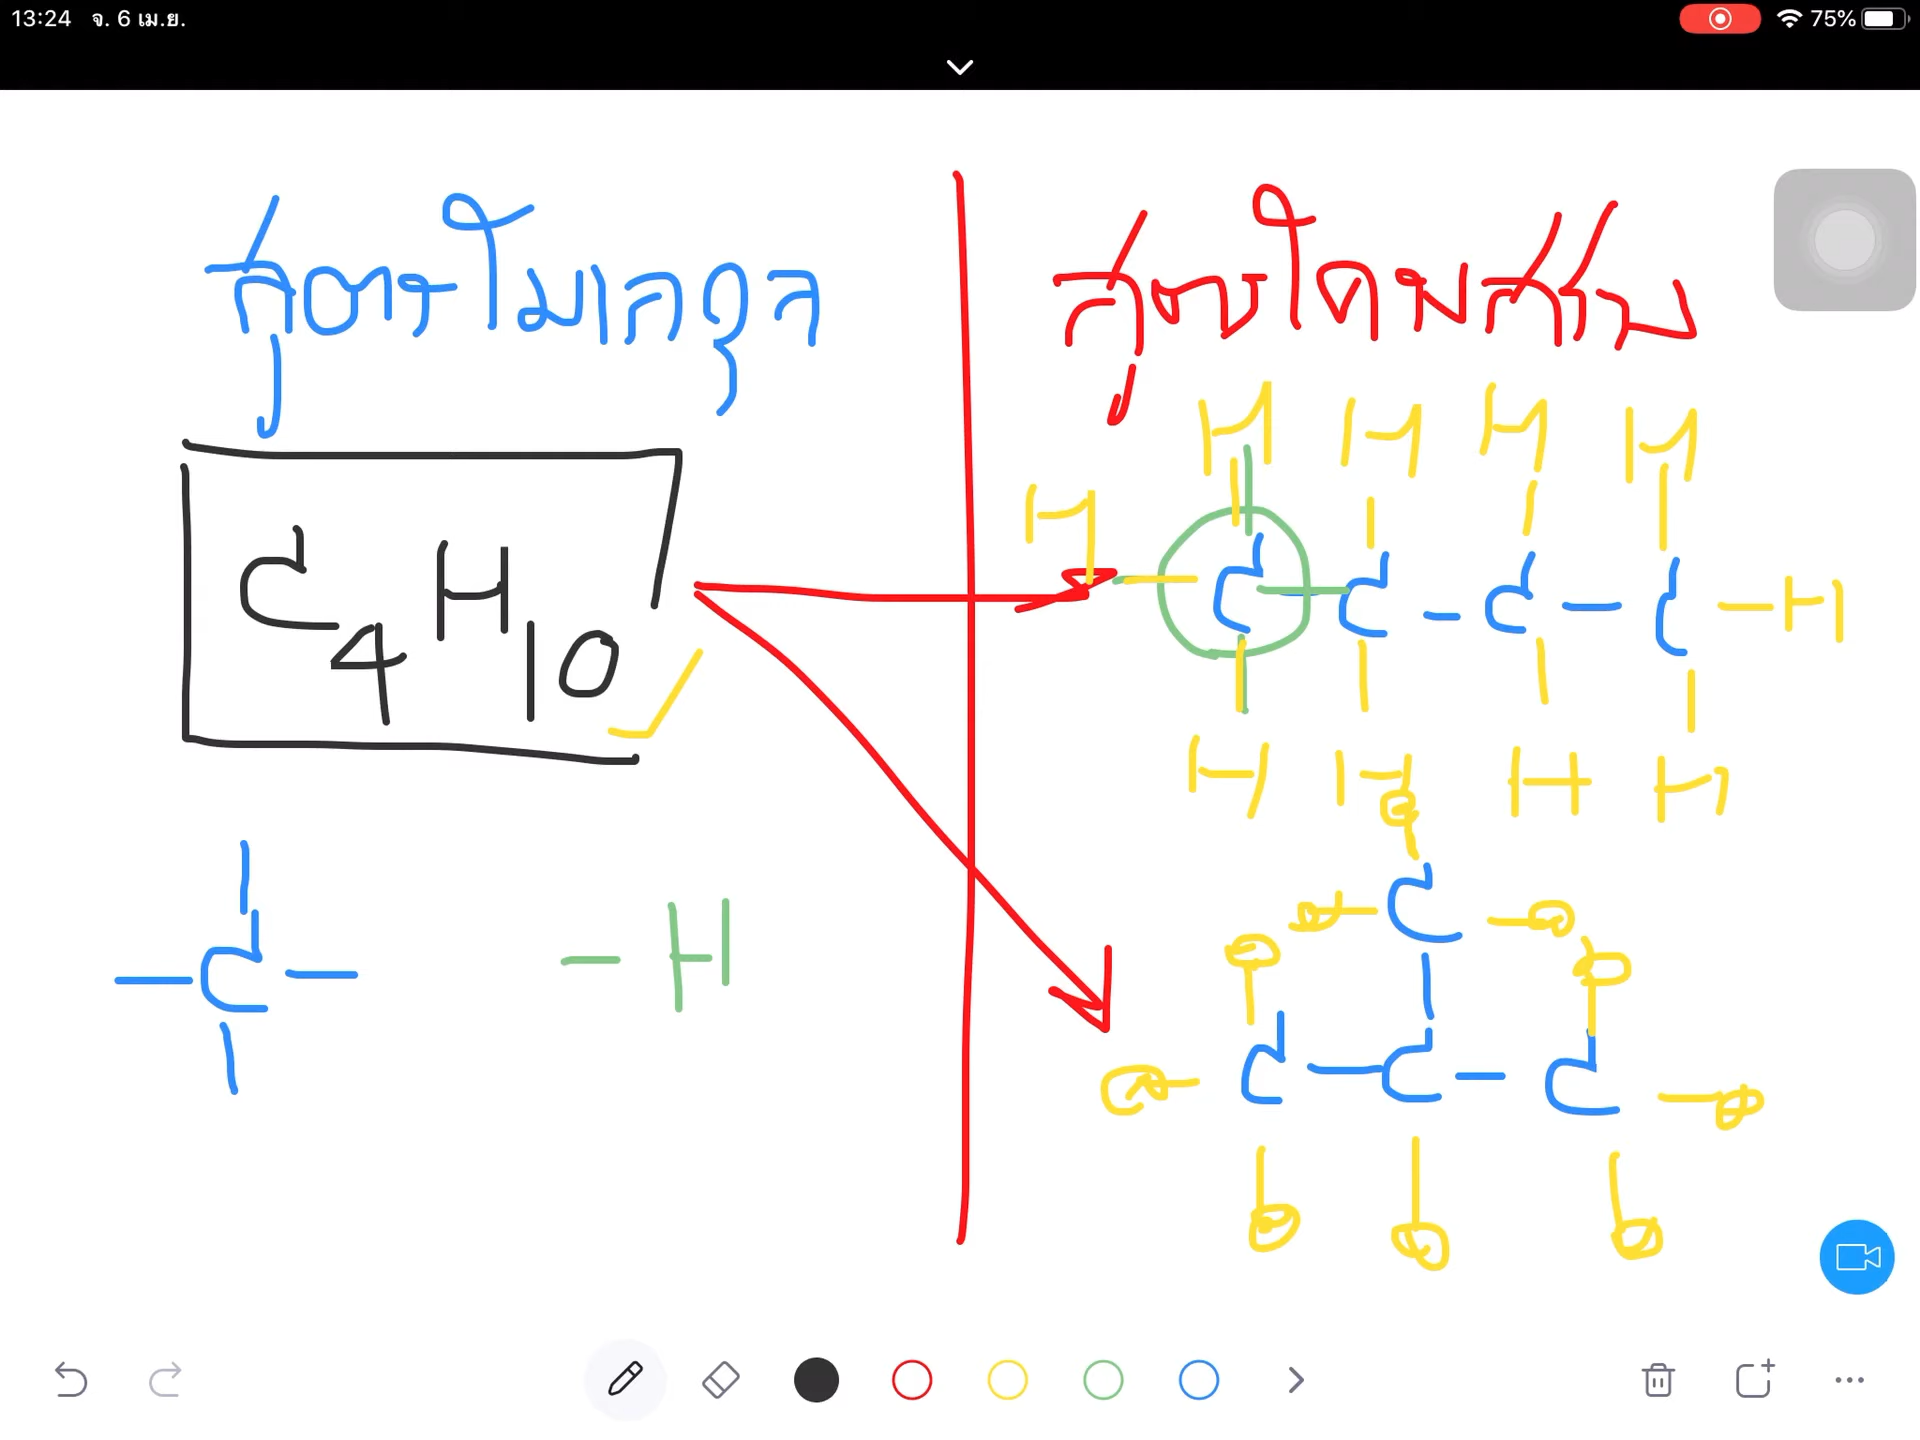 13:24 จ. 6 เม.ย. 75%
สูตรโมเลกุล
สูตรโครงสร้าง
C4H10
H H H H
H C C - C - C - H
H H H H
C
C - C - C
- C - - H